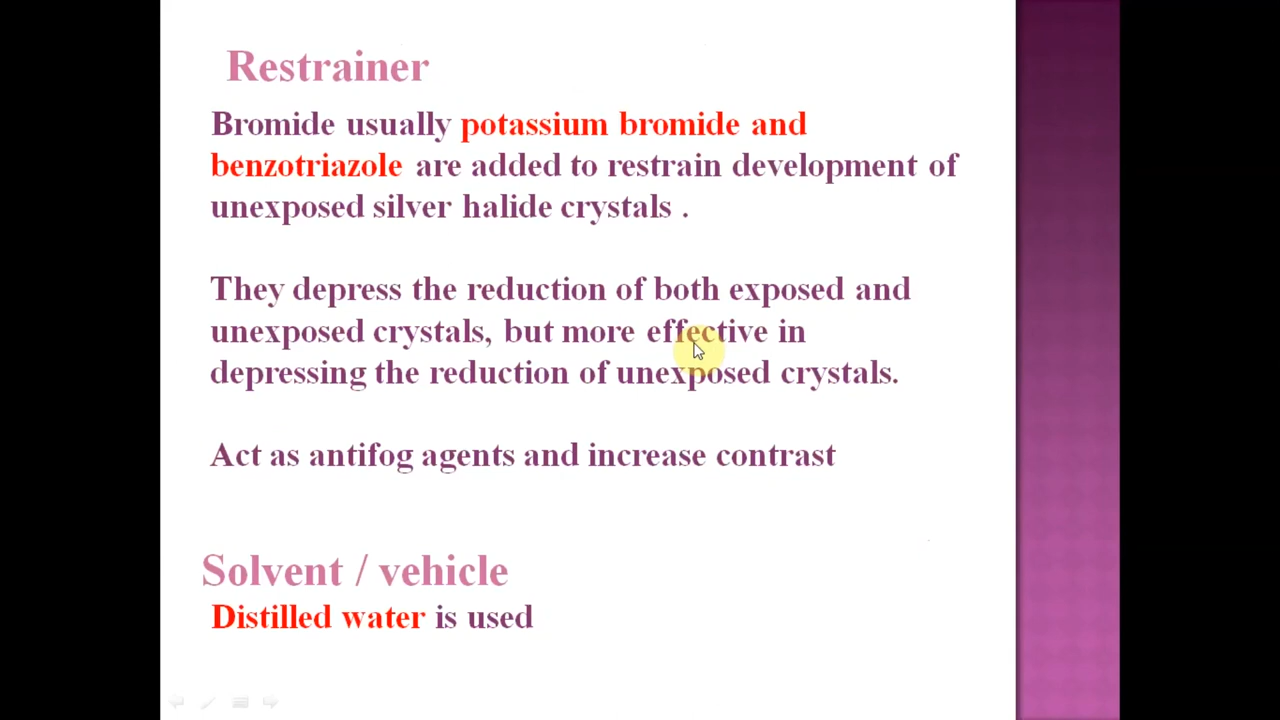 Restrainer
Bromide usually potassium bromide and
benzotriazole are added to restrain development of
unexposed silver halide crystals .
They depress the reduction of both exposed and
unexposed crystals, but more effective in
depressing the reduction of unexposed crystals.
Act as antifog agents and increase contrast
Solvent / vehicle
Distilled water is used